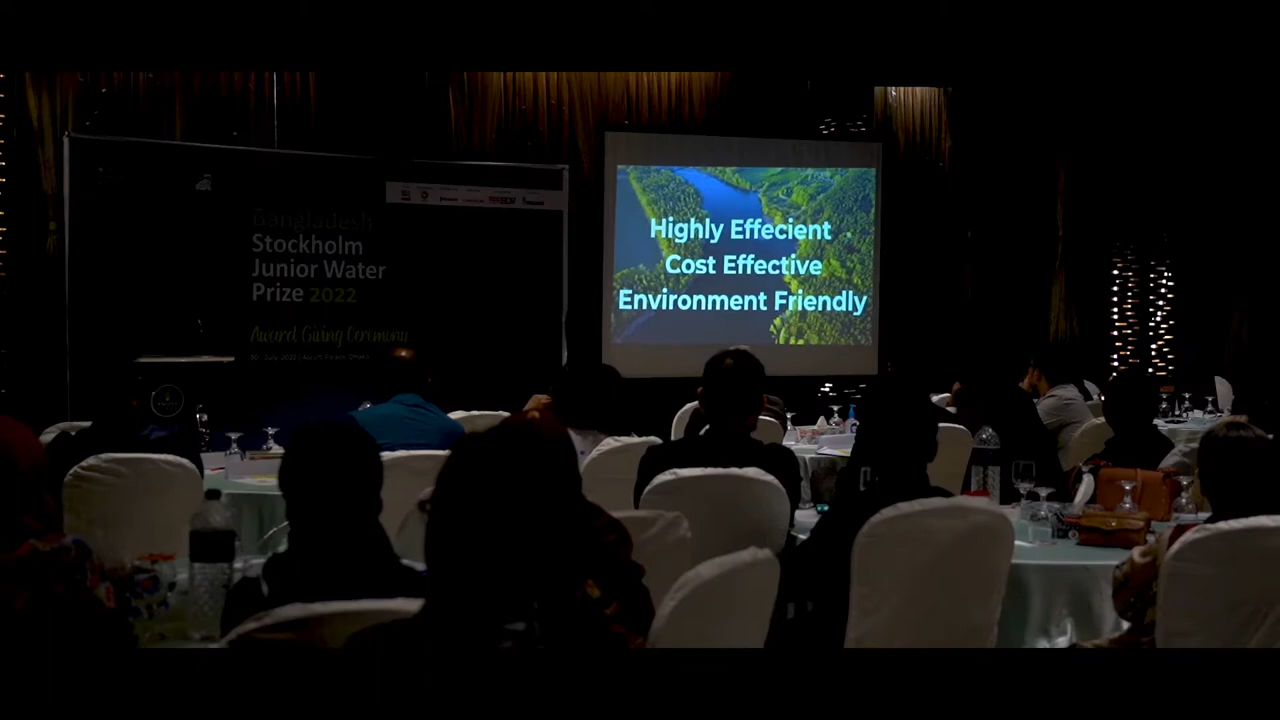 Bangladesh
Stockholm
Junior Water
Prize 2022
Award Giving Ceremony
Highly Effecient
Cost Effective
Environment Friendly